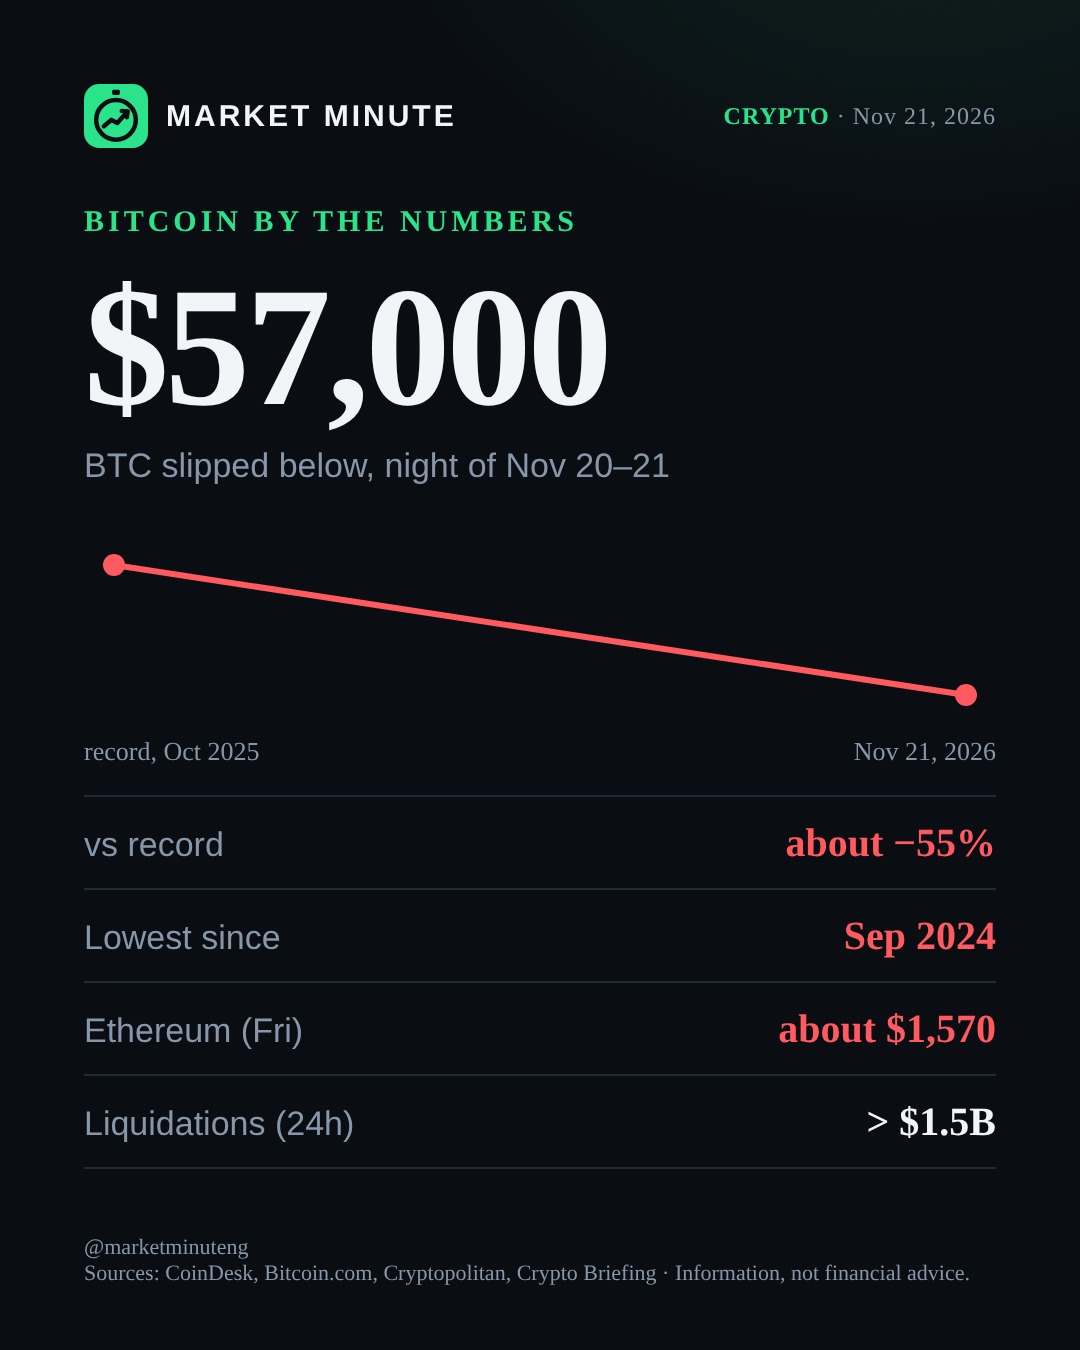 MARKET MINUTE
CRYPTO · Nov 21, 2026
BITCOIN BY THE NUMBERS
$57,000
BTC slipped below, night of Nov 20–21
record, Oct 2025
Nov 21, 2026
vs record
about −55%
Lowest since
Sep 2024
Ethereum (Fri)
about $1,570
Liquidations (24h)
> $1.5B
@marketminuteng
Sources: CoinDesk, Bitcoin.com, Cryptopolitan, Crypto Briefing · Information, not financial advice.